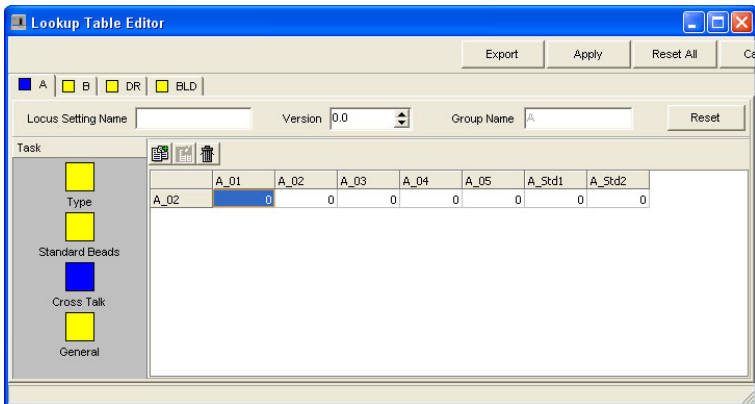 Lookup Table Editor
Export Apply Reset All Ca
A B DR BLD
Locus Setting Name Version 0.0 Group Name A Reset
Task
A_01 A_02 A_03 A_04 A_05 A_Std1 A_Std2
A_02 0 0 0 0 0 0 0
Type
Standard Beads
Cross Talk
General